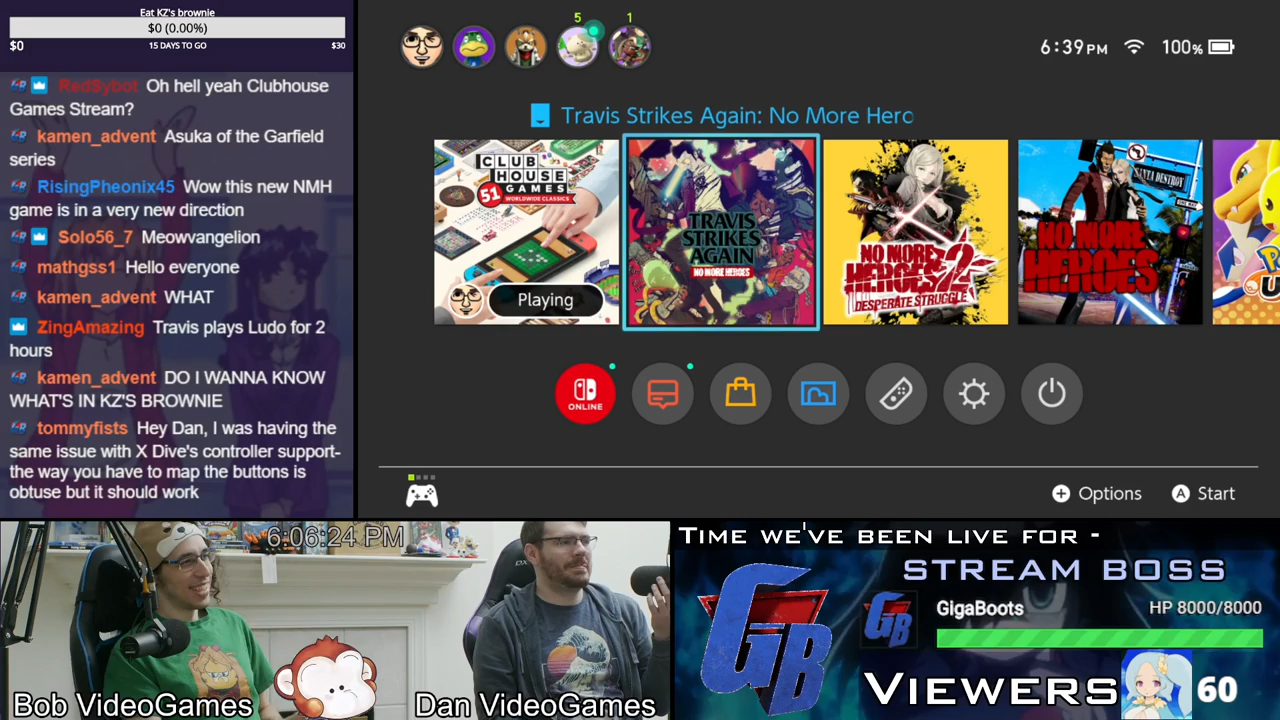 Eat KZ's brownie
$0 (0.00%)
$0 15 DAYS TO GO $30
RedSybot Oh hell yeah Clubhouse
Games Stream?
kamen_advent Asuka of the Garfield
series
RisingPheonix45 Wow this new NMH
game is in a very new direction
Solo56_7 Meowvangelion
mathgss1 Hello everyone
kamen_advent WHAT
ZingAmazing Travis plays Ludo for 2
hours
kamen_advent DO I WANNA KNOW
WHAT'S IN KZ'S BROWNIE
tommyfists Hey Dan, I was having the
same issue with X Dive's controller support-
the way you have to map the buttons is
obtuse but it should work
5 1
6:39 PM 100%
Travis Strikes Again: No More Hero
CLUB
HOUSE
GAMES
51 WORLDWIDE CLASSICS
Playing
TRAVIS
STRIKES
AGAIN
NO MORE HEROES
NO MORE
HEROES 2
DESPERATE STRUGGLE
SANTA DESTROY
NO MORE
HEROES
ONLINE
+ Options A Start
6:06:24 PM
Bob VideoGames
Dan VideoGames
TIME WE'VE BEEN LIVE FOR -
STREAM BOSS
GB
GigaBoots HP 8000/8000
VIEWERS 60